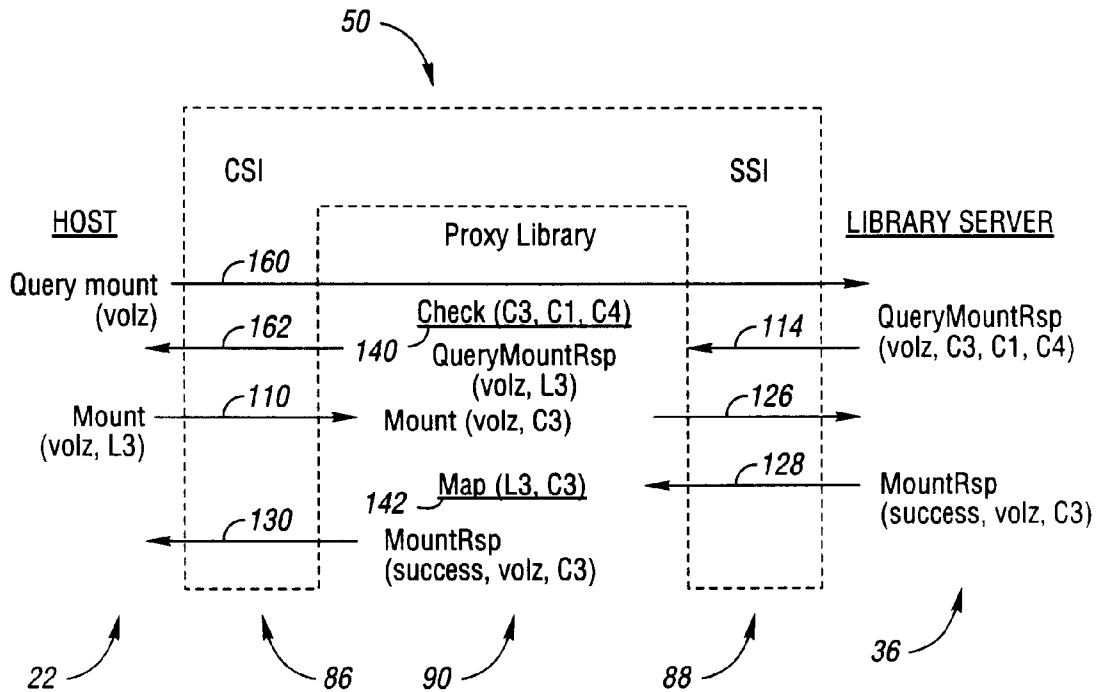 50
CSI
SSI
HOST
Proxy Library
LIBRARY SERVER
160
Query mount
(volz)
Check (C3, C1, C4)
162
140
QueryMountRsp
(volz, L3)
114
QueryMountRsp
(volz, C3, C1, C4)
Mount
(volz, L3)
110
Mount (volz, C3)
126
Map (L3, C3)
142
128
MountRsp
(success, volz, C3)
130
MountRsp
(success, volz, C3)
22
86
90
88
36